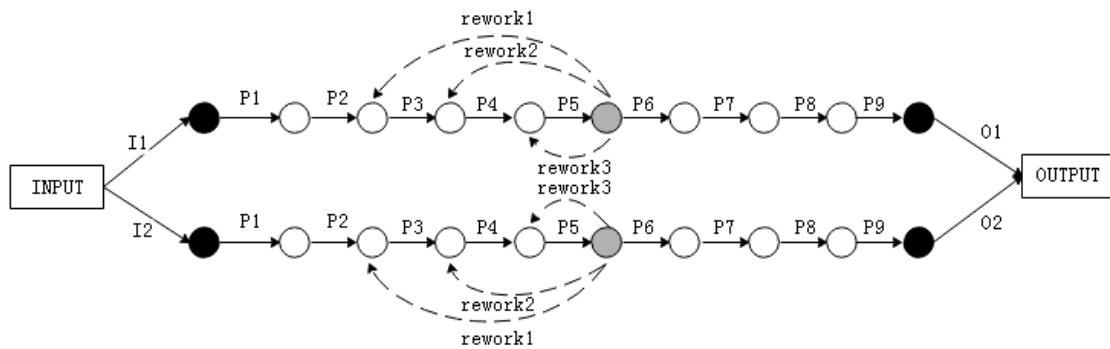 rework1
rework2
P1 P2 P3 P4 P5 P6 P7 P8 P9
I1
O1
rework3
INPUT
OUTPUT
rework3
I2
O2
P1 P2 P3 P4 P5 P6 P7 P8 P9
rework2
rework1